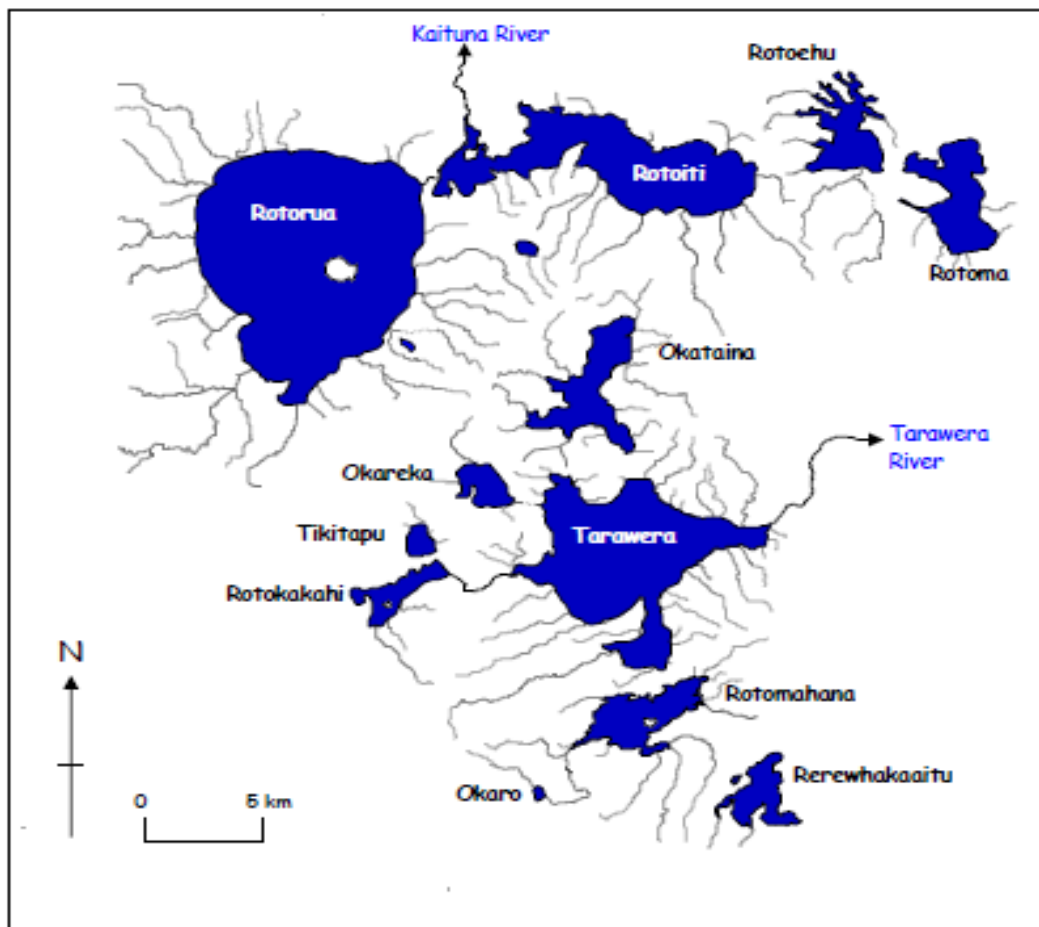 Kaituna River
Rotoehu
Rotoiti
Rotorua
Rotoma
Okataina
Tarawera
River
Okareka
Tikitapu
Tarawera
Rotokakahi
N
Rotomahana
Rerewhakaaitu
Okaro
0 5 km